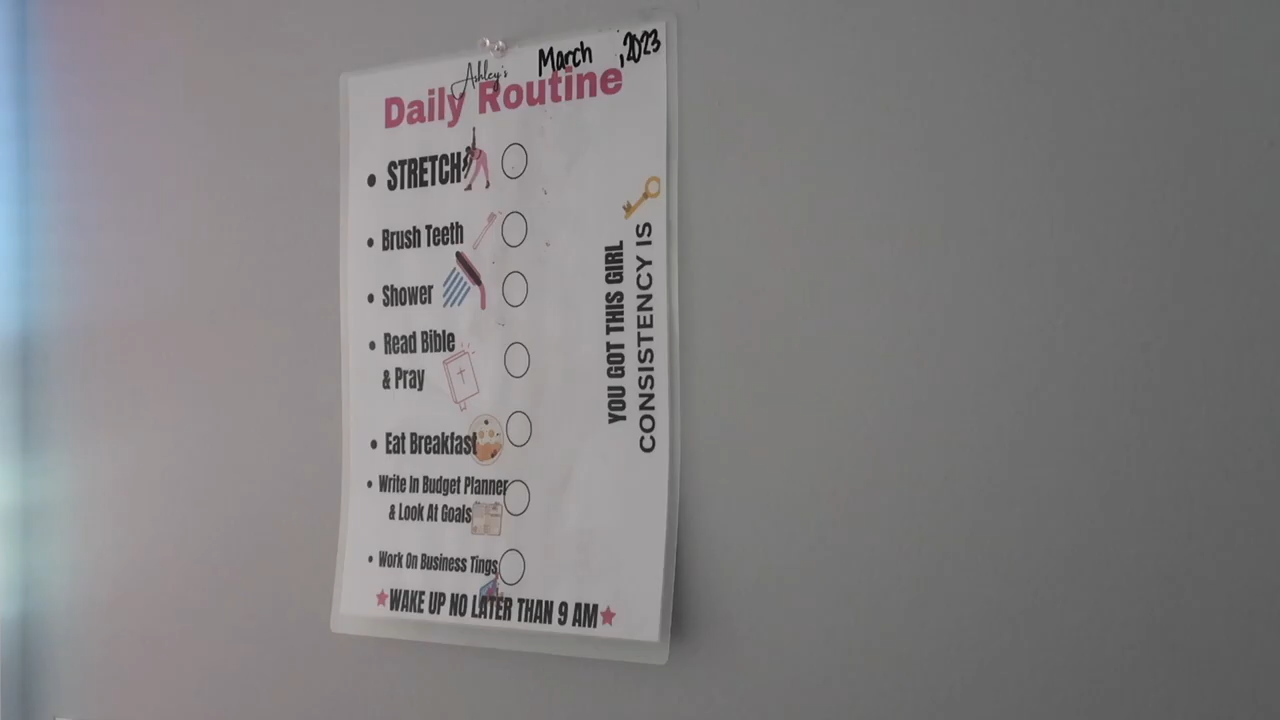 March ,2023
Ashley's
Daily Routine
• STRETCH
• Brush Teeth
• Shower
• Read Bible
& Pray
• Eat Breakfast
• Write In Budget Planner
& Look At Goals
• Work On Business Tings
WAKE UP NO LATER THAN 9 AM
YOU GOT THIS GIRL
CONSISTENCY IS